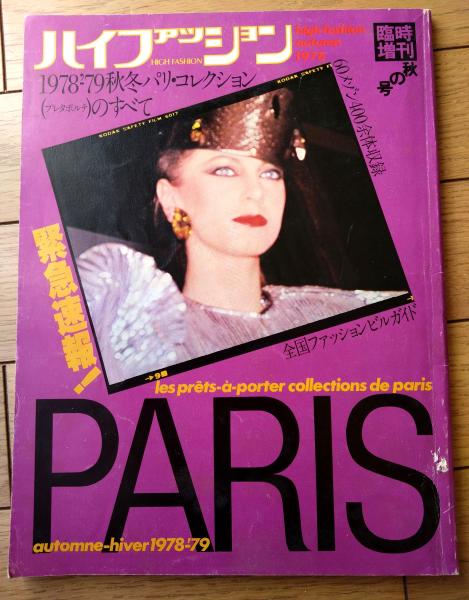 ハイファッション
HIGH FASHION
high fashion
autumn
1978
臨時増刊
秋の号
1978-'79秋冬パリ・コレクション
(プレタポルテ)のすべて
60メゾン400余体収録
KODAK SAFETY FILM 6017
KODAK SAFETY F
緊急速報!
全国ファッションビルガイド
→9
les prêts-à-porter collections de paris
PARIS
automne-hiver 1978-'79